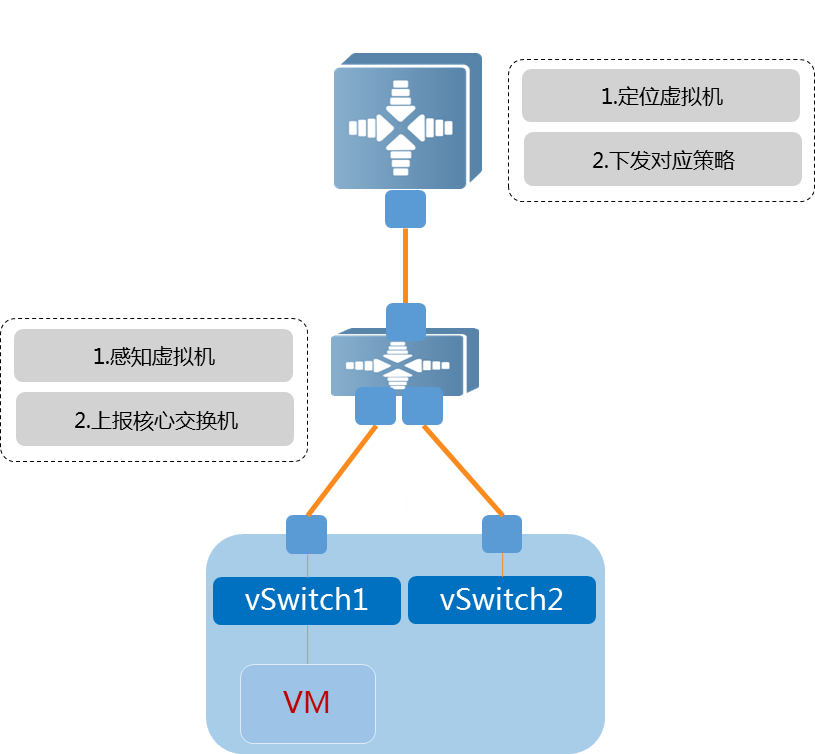 1.定位虚拟机
2.下发对应策略
1.感知虚拟机
2.上报核心交换机
vSwitch1
vSwitch2
VM